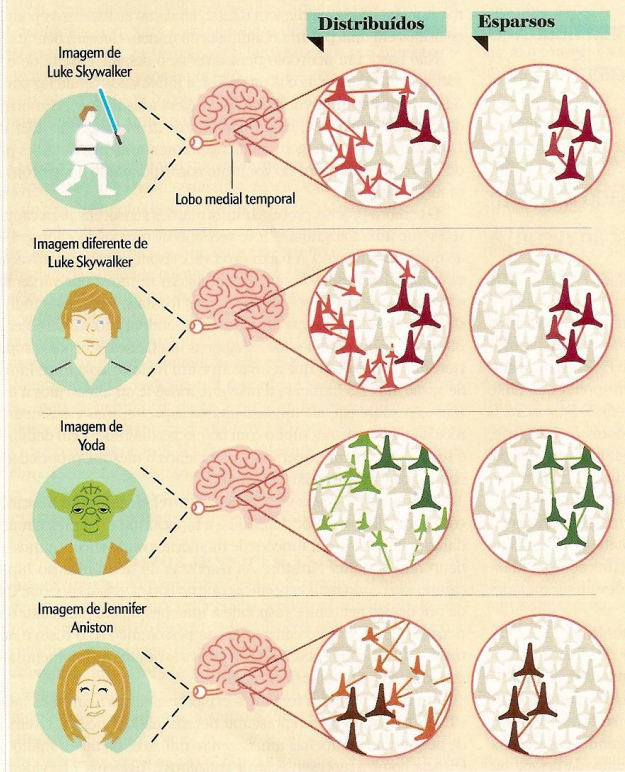 Distribuídos
Esparsos
Imagem de
Luke Skywalker
Lobo medial temporal
Imagem diferente de
Luke Skywalker
Imagem de
Yoda
Imagem de Jennifer
Aniston